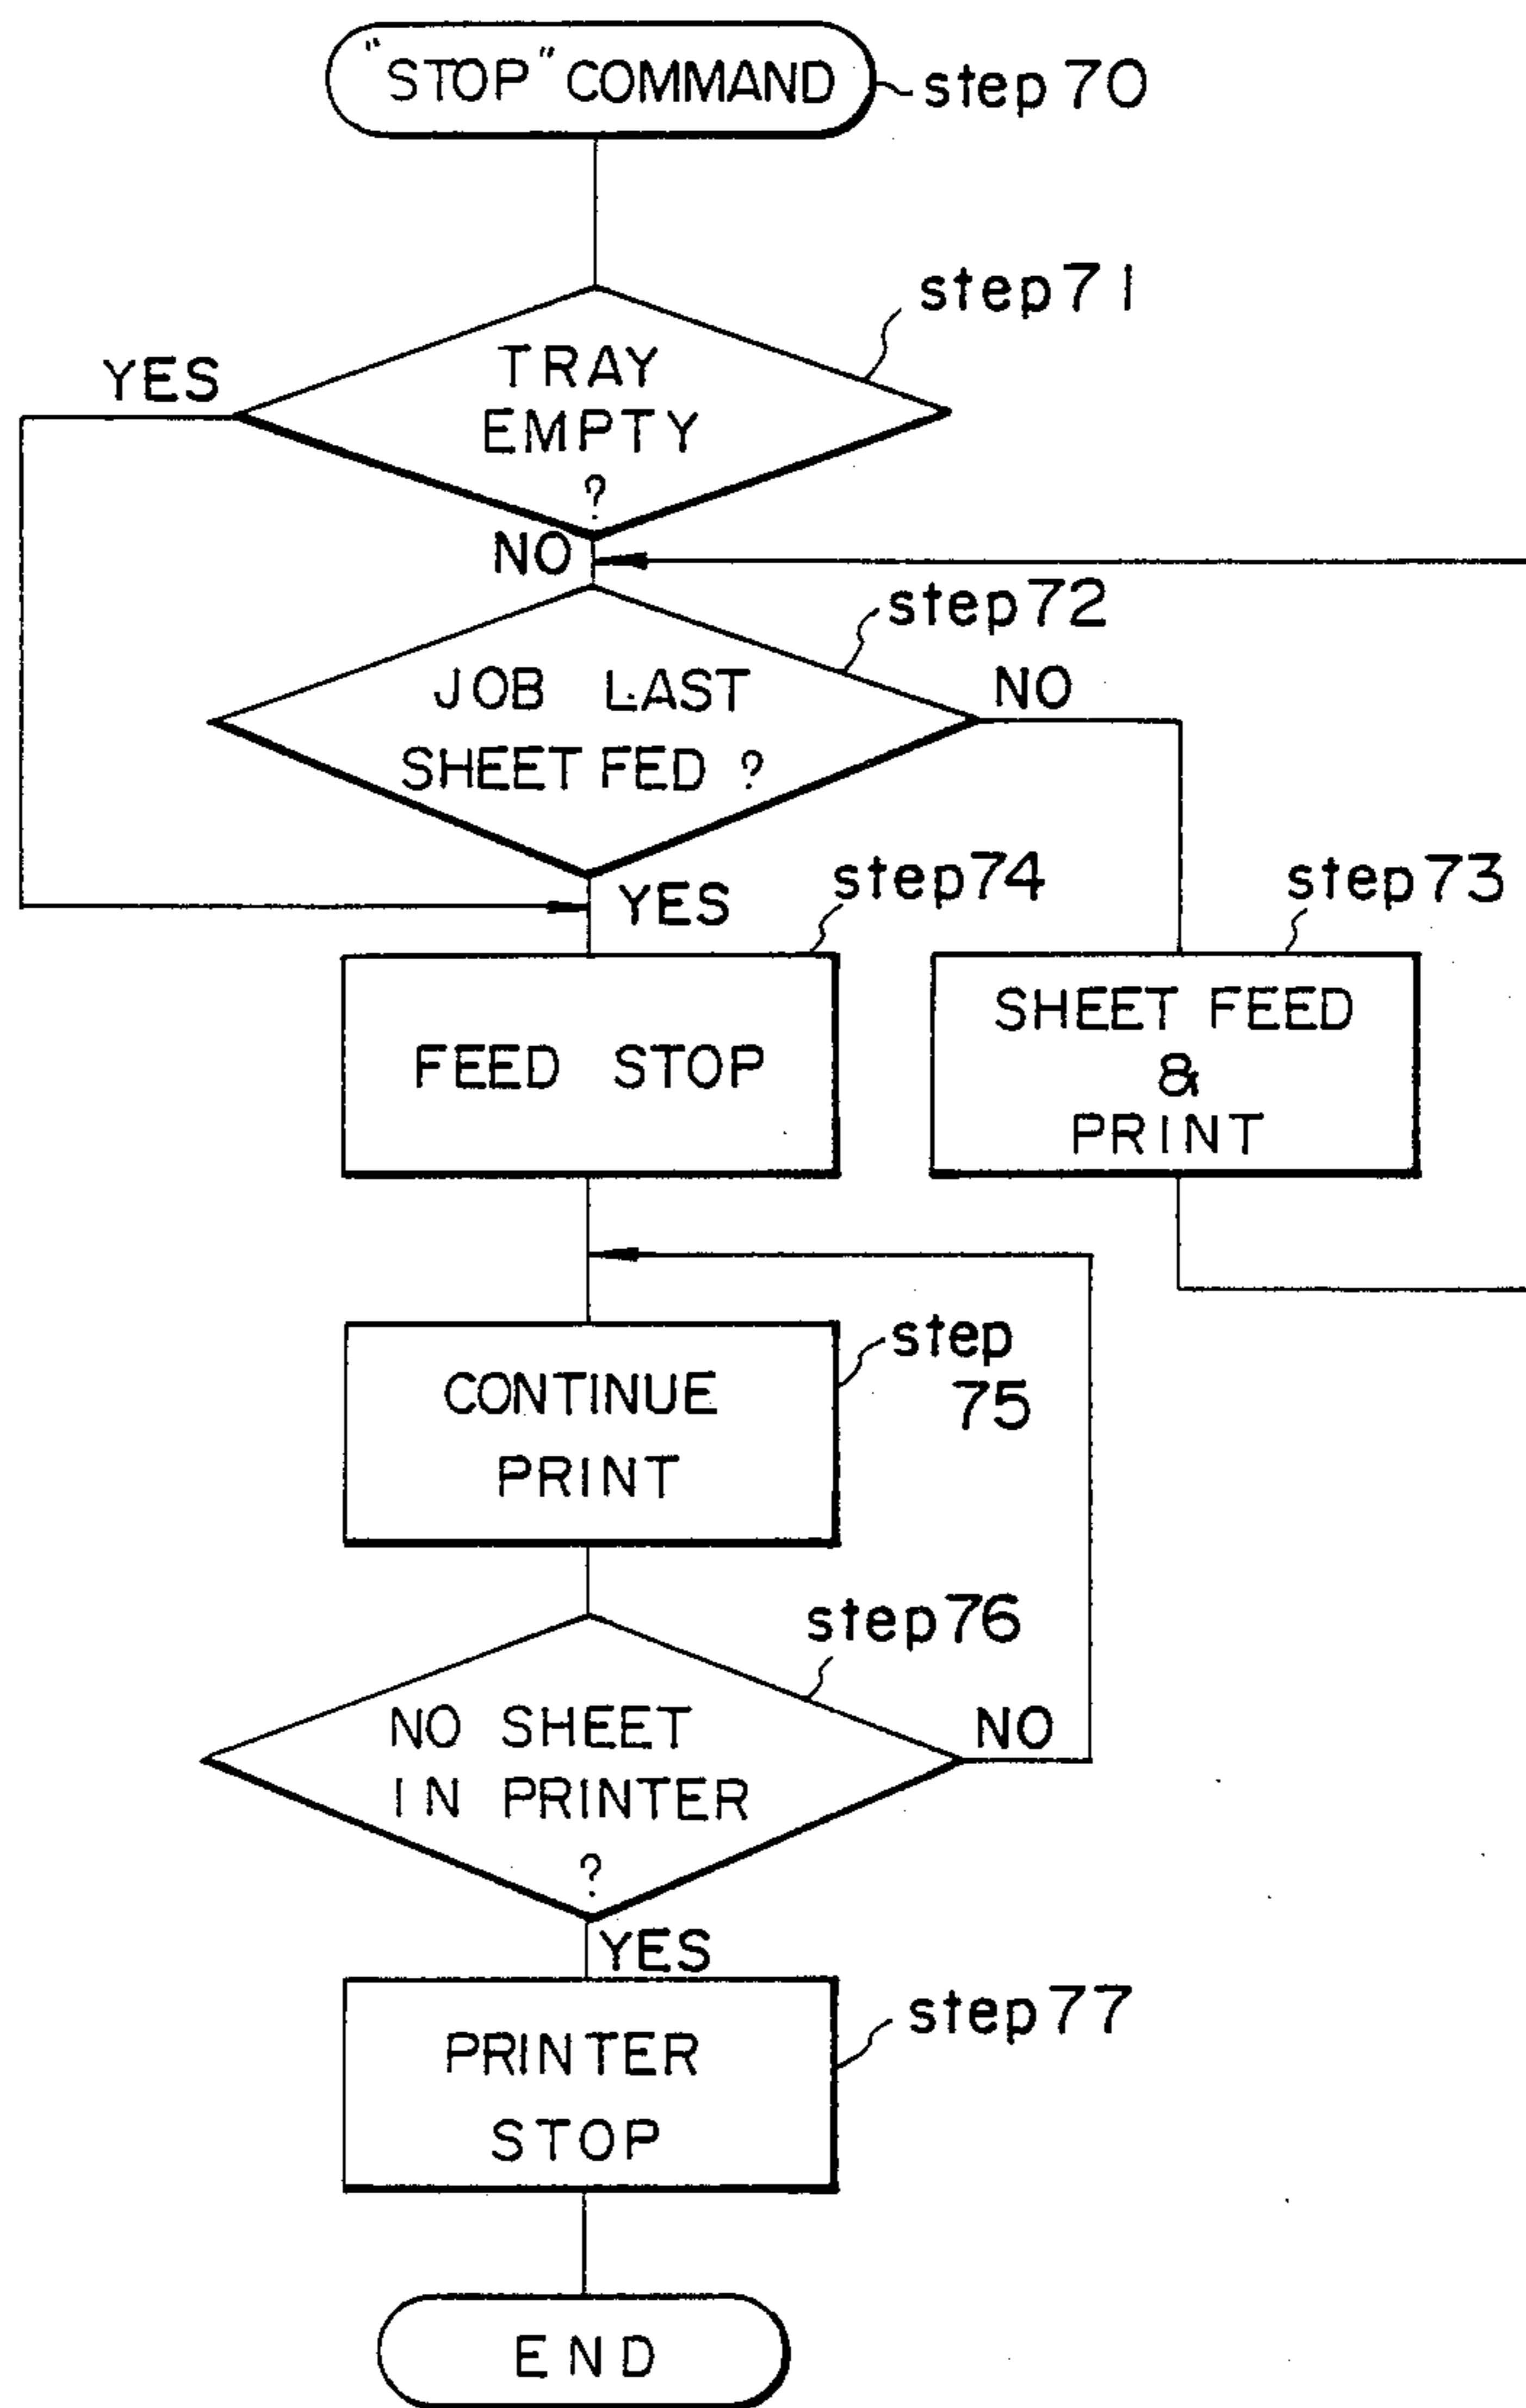 "STOP" COMMAND
step 70
step 71
YES
TRAY
EMPTY
?
NO
step 72
JOB LAST
SHEET FED ?
NO
YES
step 74
step 73
FEED STOP
SHEET FEED
&
PRINT
step
75
CONTINUE
PRINT
step 76
NO SHEET
IN PRINTER
?
NO
YES
step 77
PRINTER
STOP
END